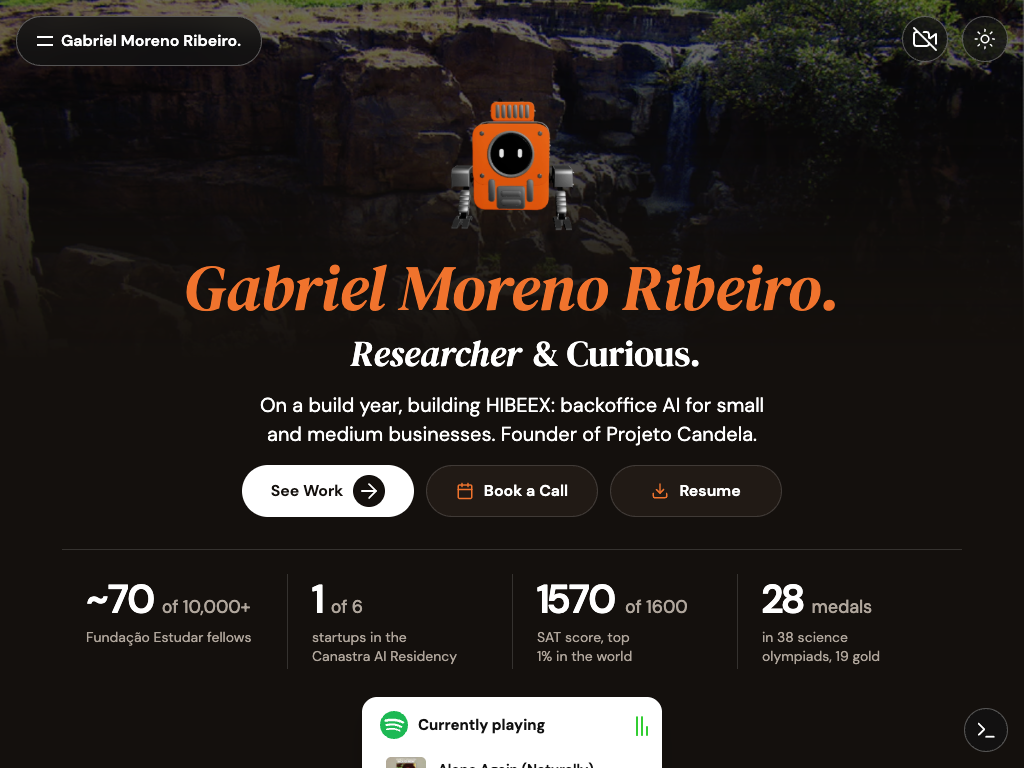 Gabriel Moreno Ribeiro.
Gabriel Moreno Ribeiro.
Researcher & Curious.
On a build year, building HIBEEX: backoffice AI for small
and medium businesses. Founder of Projeto Candela.
See Work
Book a Call
Resume
~70 of 10,000+
Fundação Estudar fellows
1 of 6
startups in the
Canastra AI Residency
1570 of 1600
SAT score, top
1% in the world
28 medals
in 38 science
olympiads, 19 gold
Currently playing
Alone Again (Naturally)